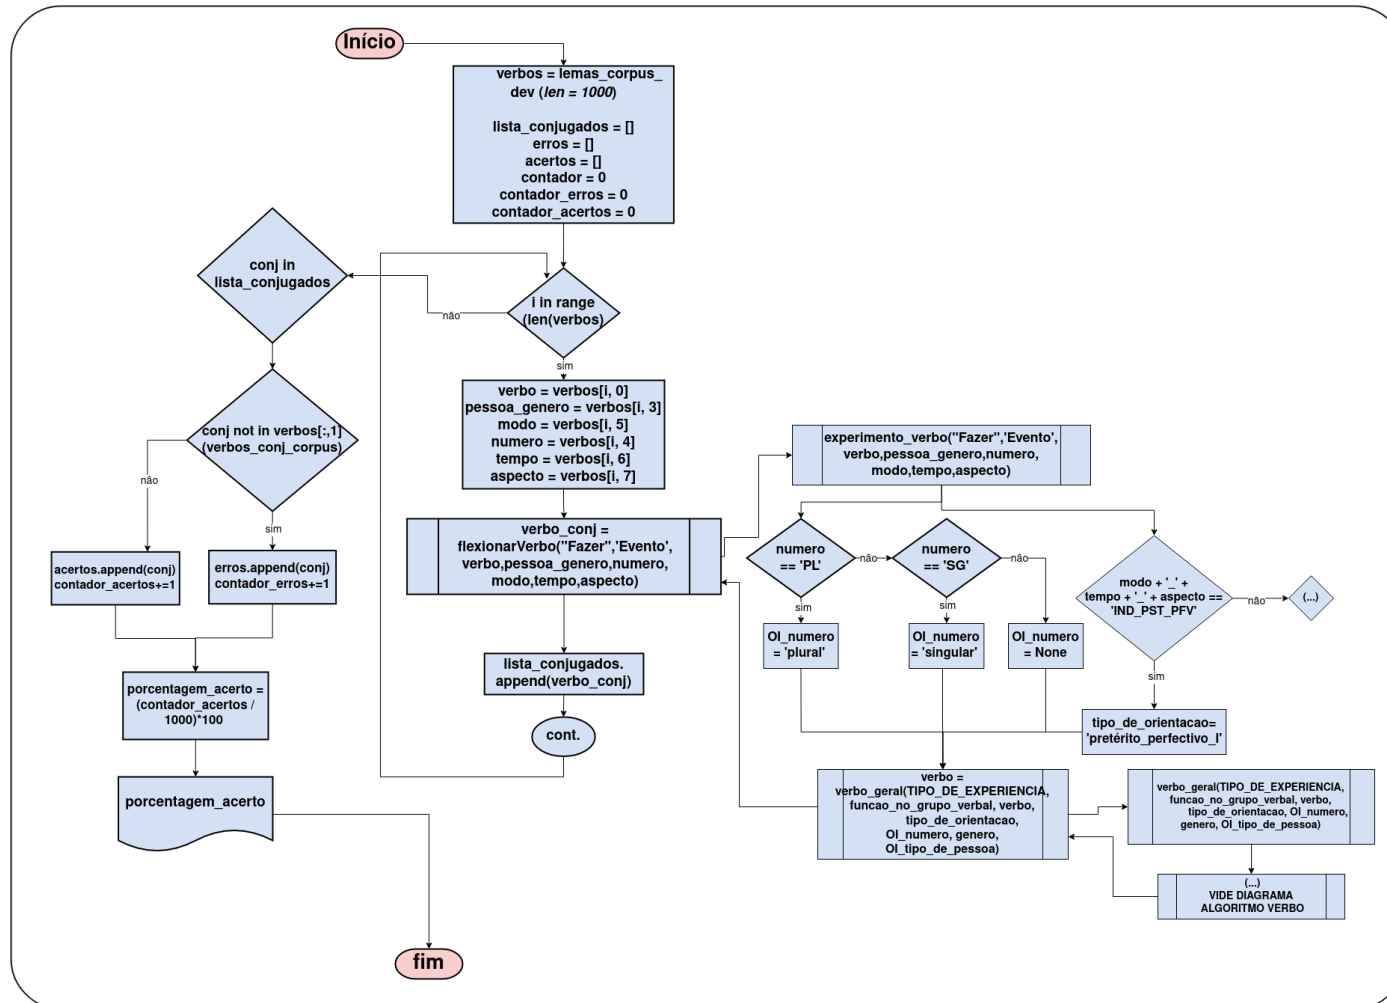 Início
verbos = lemas_corpus_
dev (len = 1000)
lista_conjugados = []
erros = []
acertos = []
contador = 0
contador_erros = 0
contador_acertos = 0
conj in
lista_conjugados
i in range
(len(verbos)
não
sim
verbo = verbos[i, 0]
pessoa_genero = verbos[i, 3]
modo = verbos[i, 5]
numero = verbos[i, 4]
tempo = verbos[i, 6]
aspecto = verbos[i, 7]
conj not in verbos[:,1]
(verbos_conj_corpus)
não
sim
acertos.append(conj)
contador_acertos+=1
erros.append(conj)
contador_erros+=1
porcentagem_acerto =
(contador_acertos /
1000)*100
porcentagem_acerto
verbo_conj =
flexionarVerbo("Fazer",'Evento',
verbo,pessoa_genero,numero,
modo,tempo,aspecto)
lista_conjugados.
append(verbo_conj)
cont.
experimento_verbo("Fazer",'Evento',
verbo,pessoa_genero,numero,
modo,tempo,aspecto)
numero
== 'PL'
não
numero
== 'SG'
não
modo + '_' +
tempo + '_' + aspecto ==
'IND_PST_PFV'
não
(...)
sim
sim
sim
OI_numero
= 'plural'
OI_numero
= 'singular'
OI_numero
= None
tipo_de_orientacao=
'pretérito_perfectivo_I'
verbo =
verbo_geral(TIPO_DE_EXPERIENCIA,
funcao_no_grupo_verbal, verbo,
tipo_de_orientacao,
OI_numero, genero,
OI_tipo_de_pessoa)
verbo_geral(TIPO_DE_EXPERIENCIA,
funcao_no_grupo_verbal, verbo,
tipo_de_orientacao, OI_numero,
genero, OI_tipo_de_pessoa)
(...)
VIDE DIAGRAMA
ALGORITMO VERBO
fim